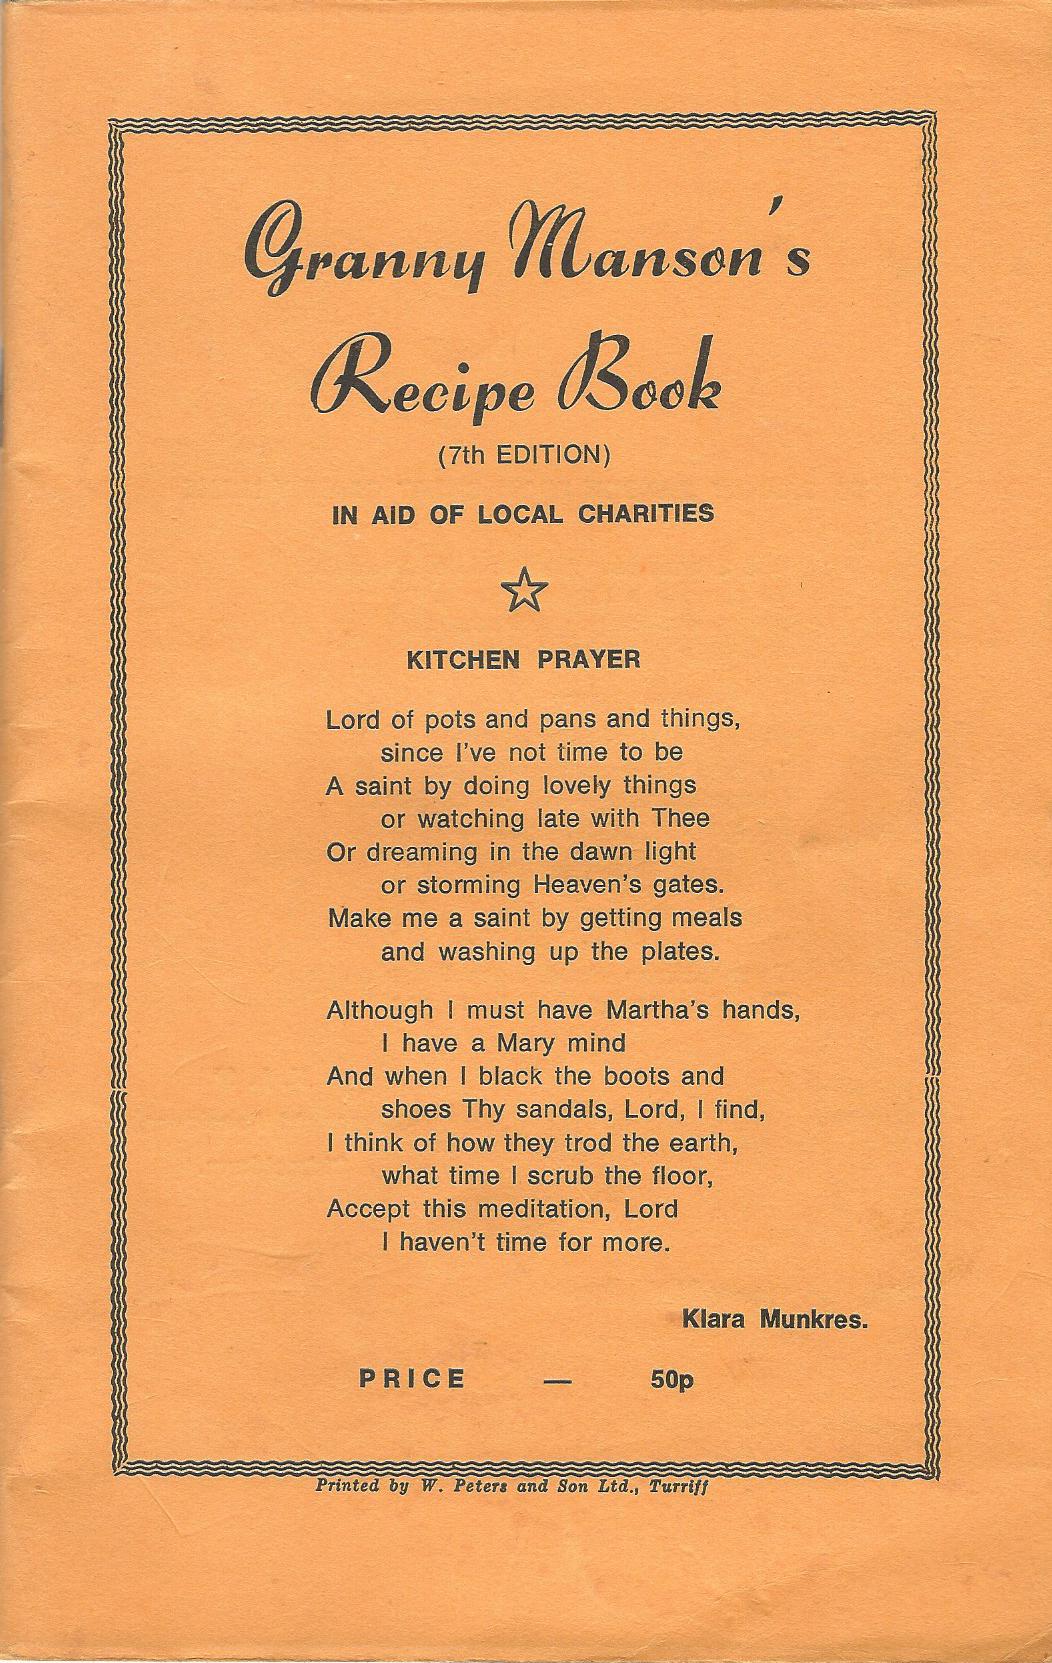 Granny Manson's
Recipe Book
(7th EDITION)
IN AID OF LOCAL CHARITIES
KITCHEN PRAYER
Lord of pots and pans and things,
since I've not time to be
A saint by doing lovely things
or watching late with Thee
Or dreaming in the dawn light
or storming Heaven's gates.
Make me a saint by getting meals
and washing up the plates.
Although I must have Martha's hands,
I have a Mary mind
And when I black the boots and
shoes Thy sandals, Lord, I find,
I think of how they trod the earth,
what time I scrub the floor,
Accept this meditation, Lord
I haven't time for more.
Klara Munkres.
PRICE — 50p
Printed by W. Peters and Son Ltd., Turriff